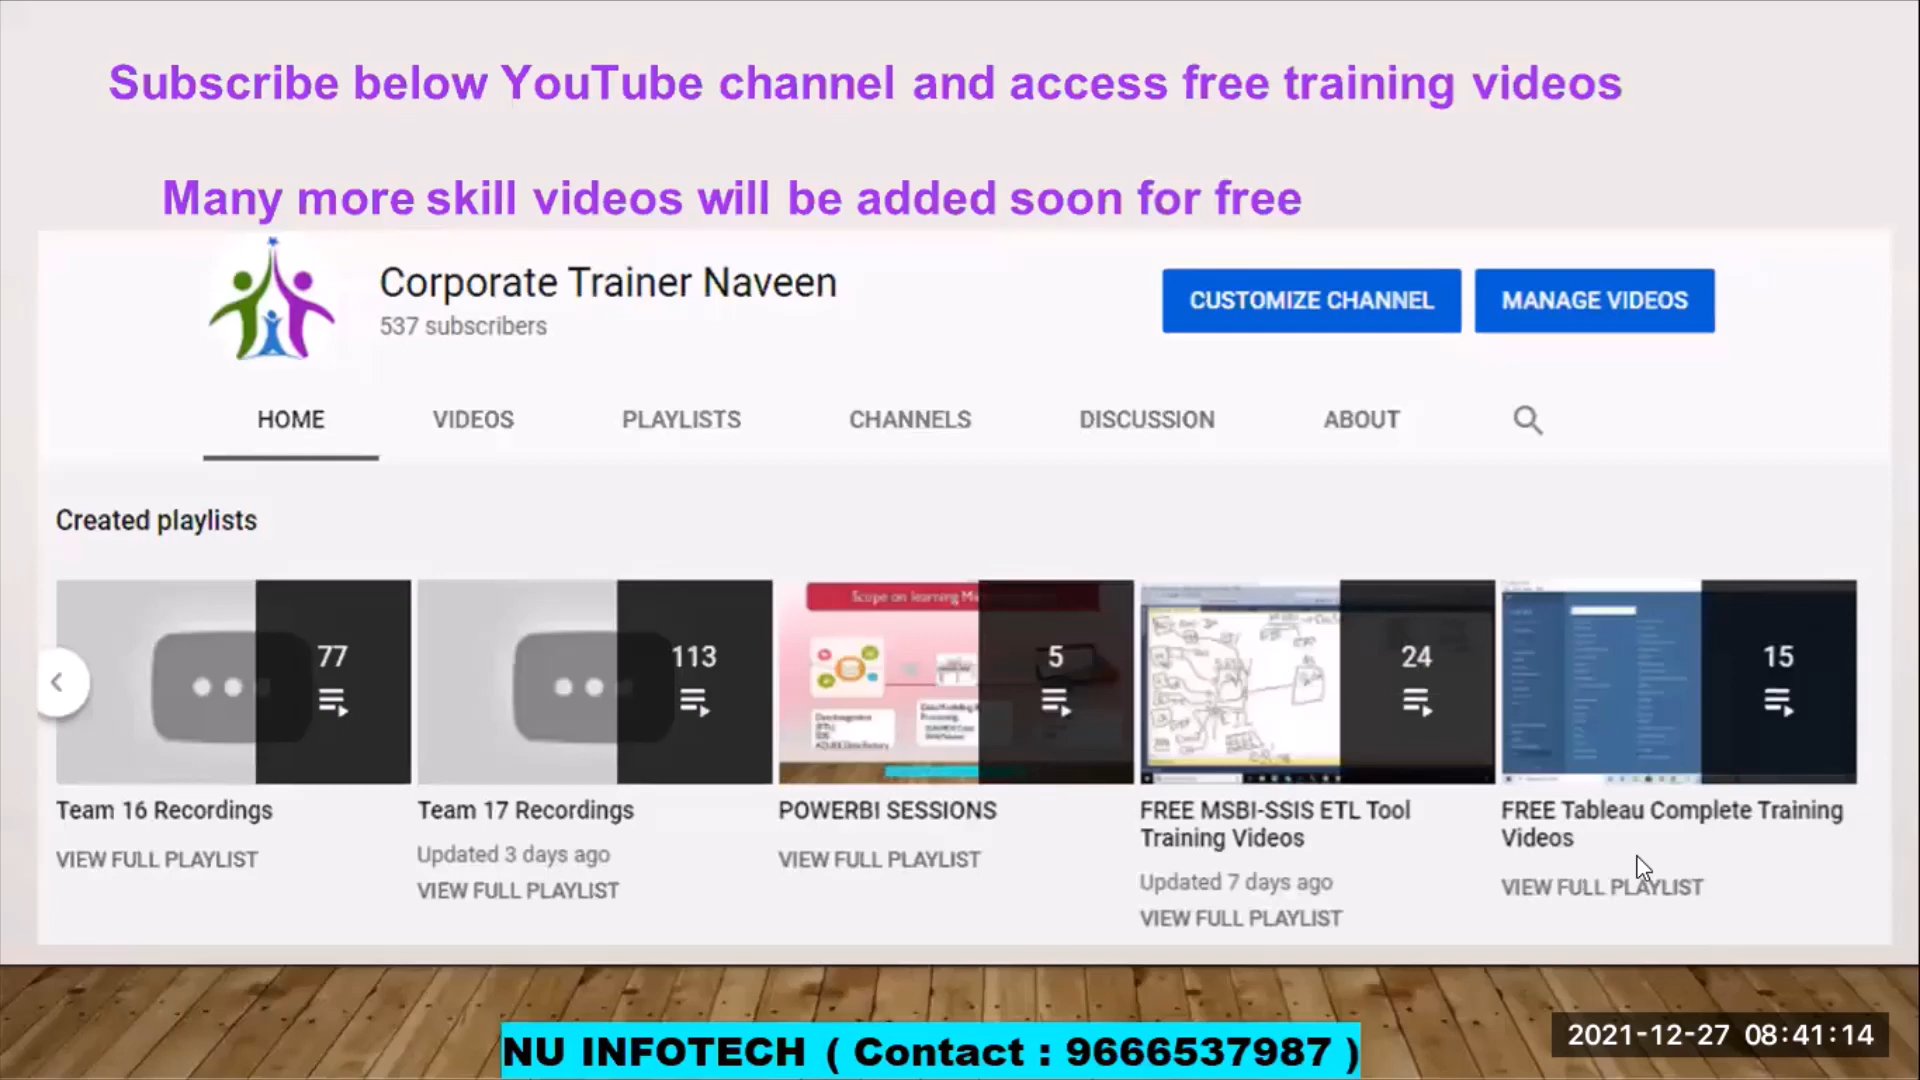 Subscribe below YouTube channel and access free training videos
Many more skill videos will be added soon for free
Corporate Trainer Naveen
537 subscribers
CUSTOMIZE CHANNEL
MANAGE VIDEOS
HOME
VIDEOS
PLAYLISTS
CHANNELS
DISCUSSION
ABOUT
Created playlists
77
113
Scope on learning
5
24
15
Team 16 Recordings
VIEW FULL PLAYLIST
Team 17 Recordings
Updated 3 days ago
VIEW FULL PLAYLIST
POWERBI SESSIONS
VIEW FULL PLAYLIST
FREE MSBI-SSIS ETL Tool
Training Videos
Updated 7 days ago
VIEW FULL PLAYLIST
FREE Tableau Complete Training
Videos
VIEW FULL PLAYLIST
NU INFOTECH ( Contact : 9666537987 )
2021-12-27 08:41:14